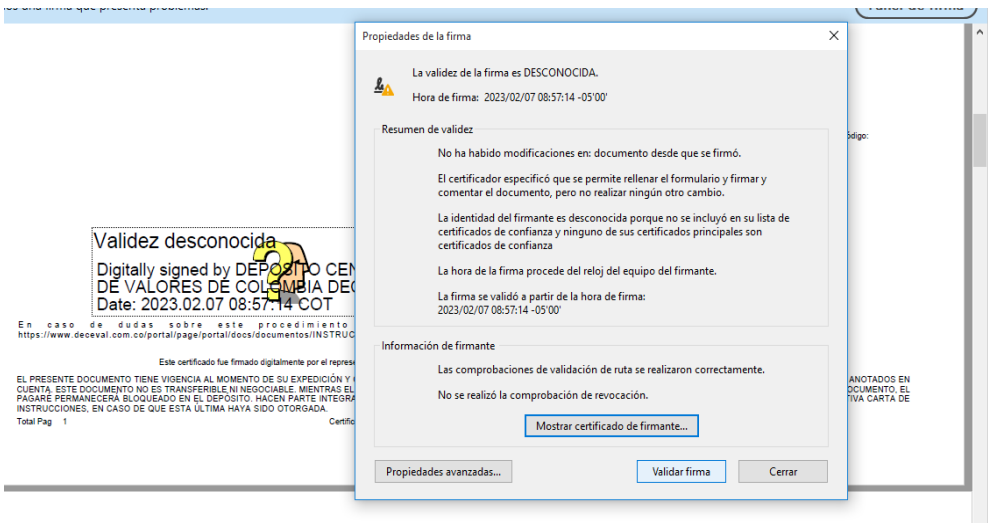 una firma que presenta problemas.
Propiedades de la firma
La validez de la firma es DESCONOCIDA.
Hora de firma: 2023/02/07 08:57:14 -05'00'
Resumen de validez
No ha habido modificaciones en: documento desde que se firmó.
El certificador especificó que se permite rellenar el formulario y firmar y
comentar el documento, pero no realizar ningún otro cambio.
La identidad del firmante es desconocida porque no se incluyó en su lista de
certificados de confianza y ninguno de sus certificados principales son
certificados de confianza
La hora de la firma procede del reloj del equipo del firmante.
La firma se validó a partir de la hora de firma:
2023/02/07 08:57:14 -05'00'
Información de firmante
Las comprobaciones de validación de ruta se realizaron correctamente.
No se realizó la comprobación de revocación.
Mostrar certificado de firmante...
Propiedades avanzadas...
Validar firma
Cerrar
Validez desconocida
Digitally signed by DEPOSITO CEN
DE VALORES DE COLOMBIA DEC
Date: 2023.02.07 08:57:14 COT
En caso de dudas sobre este procedimiento
https://www.deceval.com.co/portal/page/portal/docs/documentos/INSTRUC
Este certificado fue firmado digitalmente por el represe
EL PRESENTE DOCUMENTO TIENE VIGENCIA AL MOMENTO DE SU EXPEDICIÓN Y
ANOTADOS EN
CUENTA. ESTE DOCUMENTO NO ES TRANSFERIBLE NI NEGOCIABLE. MIENTRAS EL
OCUMENTO, EL
PAGARÉ PERMANECERÁ BLOQUEADO EN EL DEPÓSITO. HACEN PARTE INTEGRA
IVA CARTA DE
INSTRUCCIONES, EN CASO DE QUE ESTA ÚLTIMA HAYA SIDO OTORGADA.
Total Pag 1
Certific
ódigo: